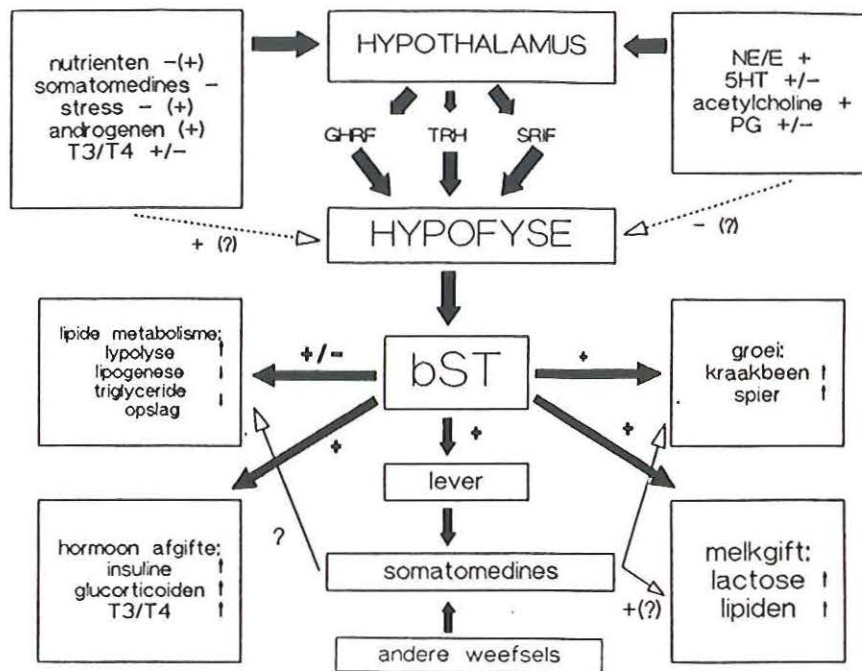 nutrienten -(+)
somatomedines -
stress - (+)
androgenen (+)
T3/T4 +/-
HYPOTHALAMUS
NE/E +
5HT +/-
acetylcholine +
PG +/-
GHRF
TRH
SRIF
+ (?)
HYPOFYSE
- (?)
lipide metabolisme:
lypolyse ↑
lipogenese ↓
triglyceride
opslag ↓
+/-
bST
+
groei:
kraakbeen ↑
spier ↑
+
+
+
lever
hormoon afgifte:
insuline ↑
glucorticoiden ↑
T3/T4 ↑
?
somatomedines
+(?)
melkgift:
lactose ↑
lipiden ↑
andere weefsels